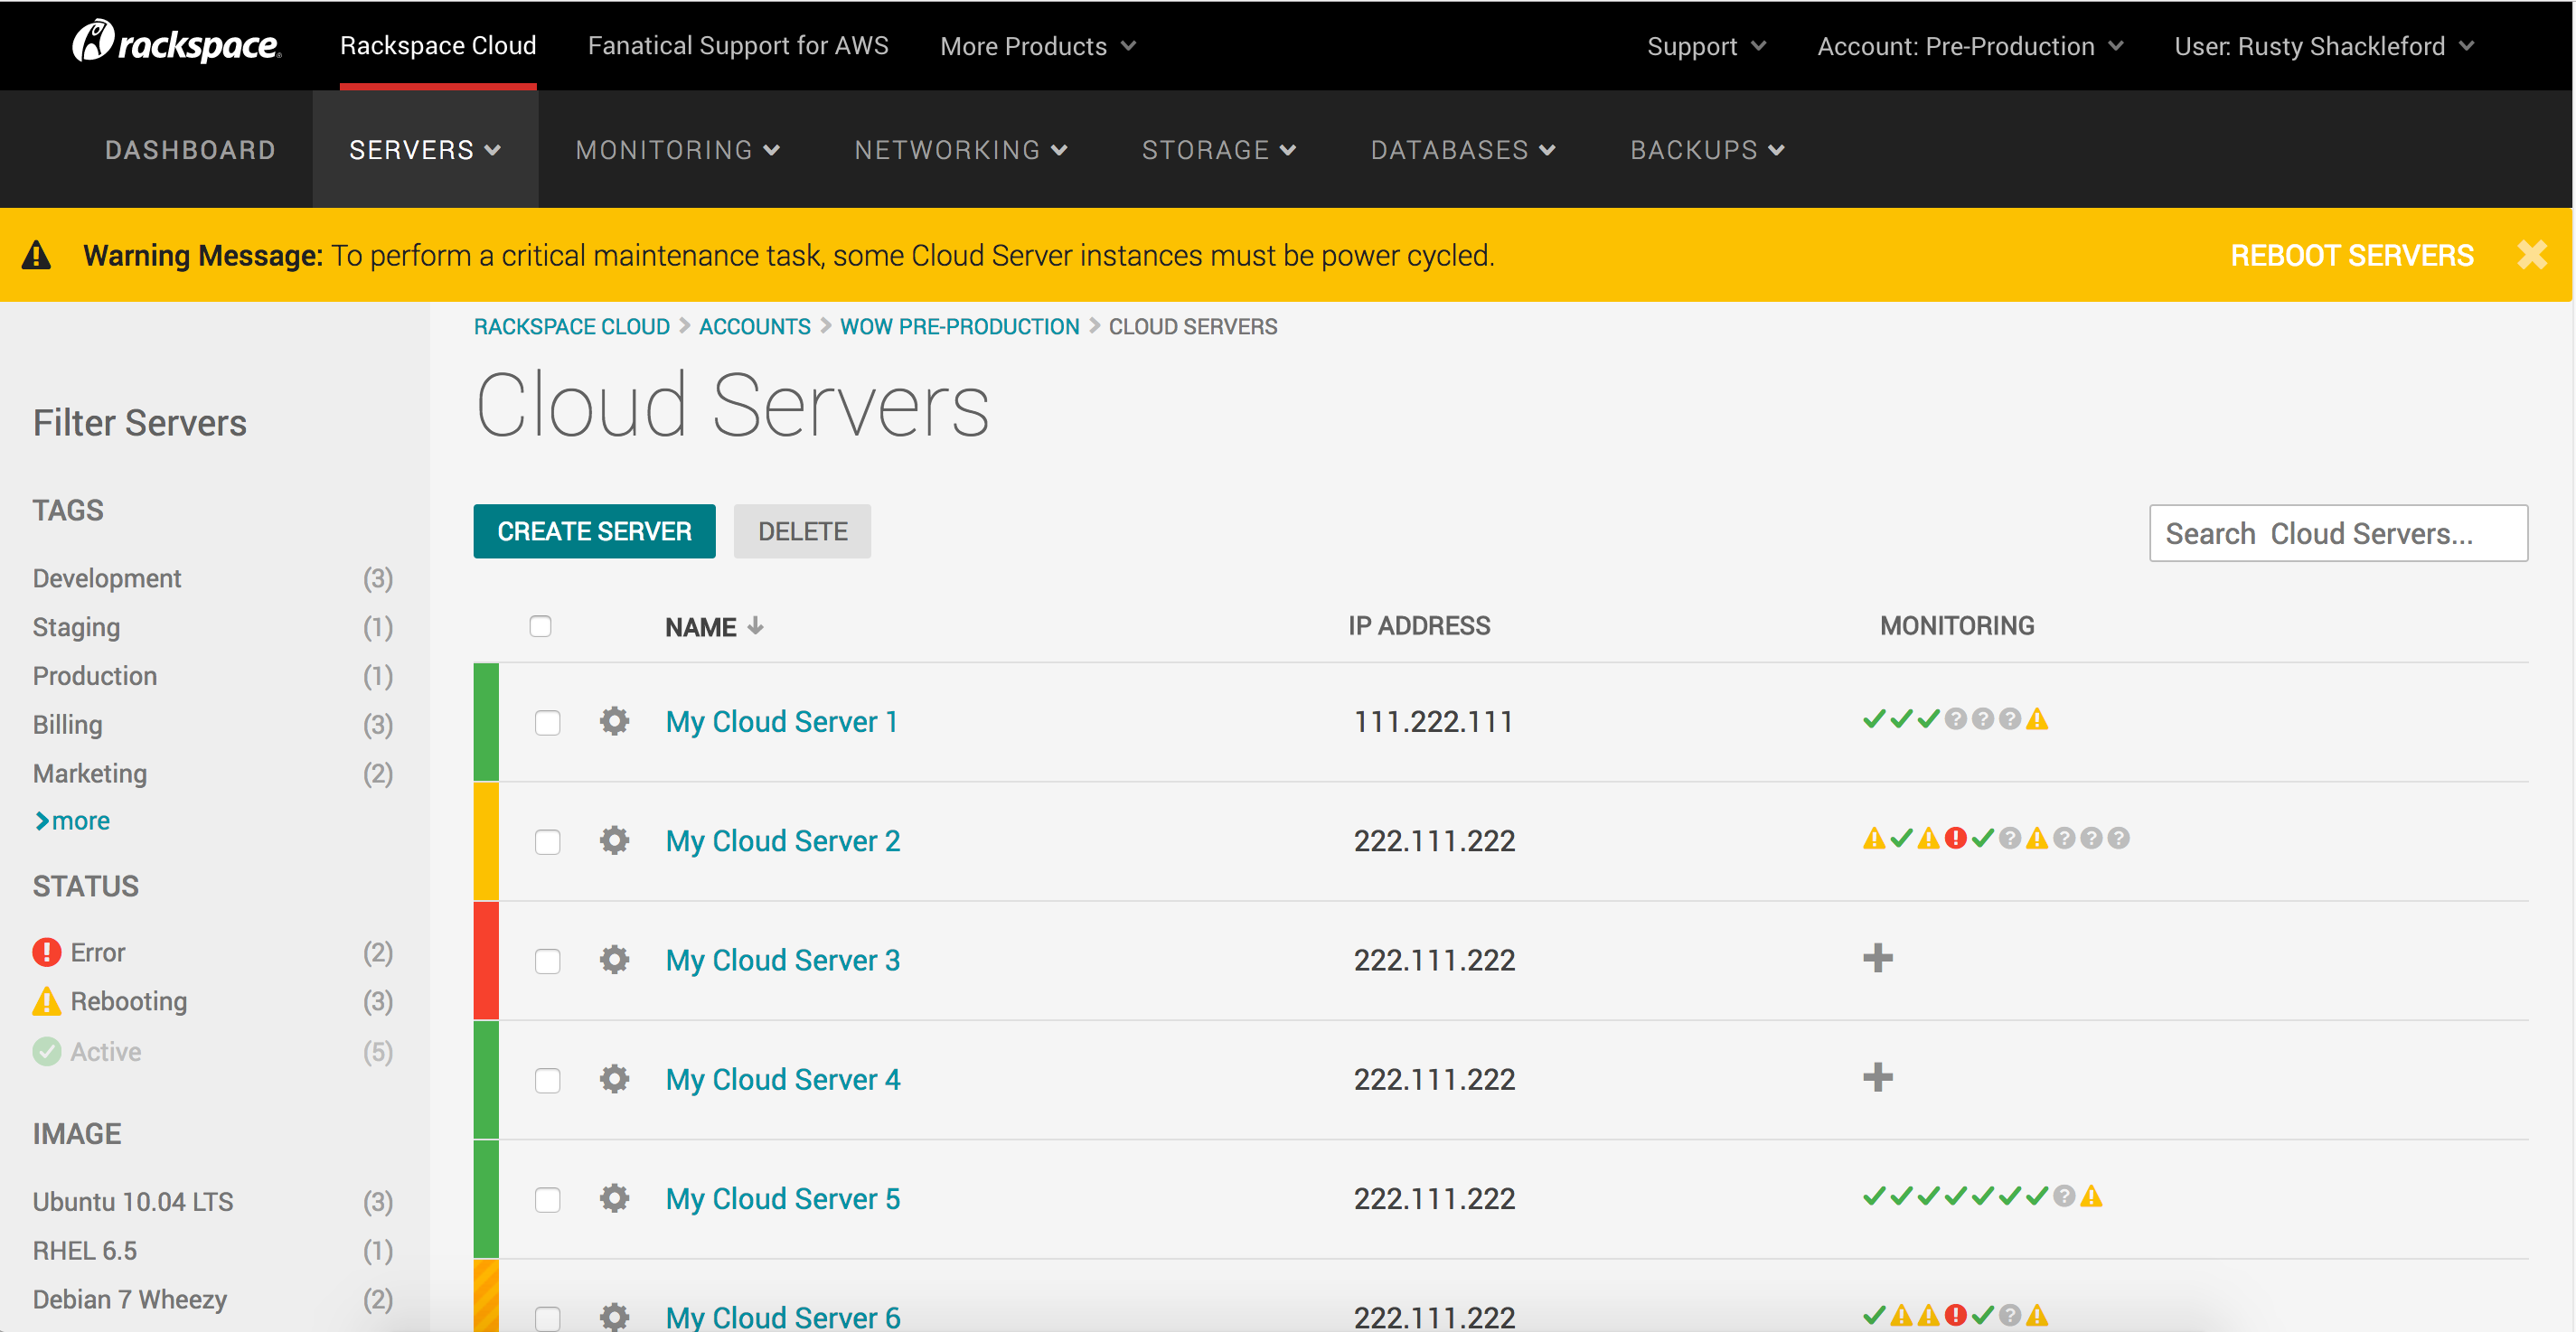 rackspace
Rackspace Cloud
Fanatical Support for AWS
More Products
Support
Account: Pre-Production
User: Rusty Shackleford
DASHBOARD
SERVERS
MONITORING
NETWORKING
STORAGE
DATABASES
BACKUPS
Warning Message: To perform a critical maintenance task, some Cloud Server instances must be power cycled.
REBOOT SERVERS
RACKSPACE CLOUD > ACCOUNTS > WOW PRE-PRODUCTION > CLOUD SERVERS
Cloud Servers
Filter Servers
TAGS
Development (3)
Staging (1)
Production (1)
Billing (3)
Marketing (2)
more
STATUS
Error (2)
Rebooting (3)
Active (5)
IMAGE
Ubuntu 10.04 LTS (3)
RHEL 6.5 (1)
Debian 7 Wheezy (2)
CREATE SERVER
DELETE
Search Cloud Servers...
NAME IP ADDRESS MONITORING
My Cloud Server 1 111.222.111
My Cloud Server 2 222.111.222
My Cloud Server 3 222.111.222
My Cloud Server 4 222.111.222
My Cloud Server 5 222.111.222
My Cloud Server 6 222.111.222